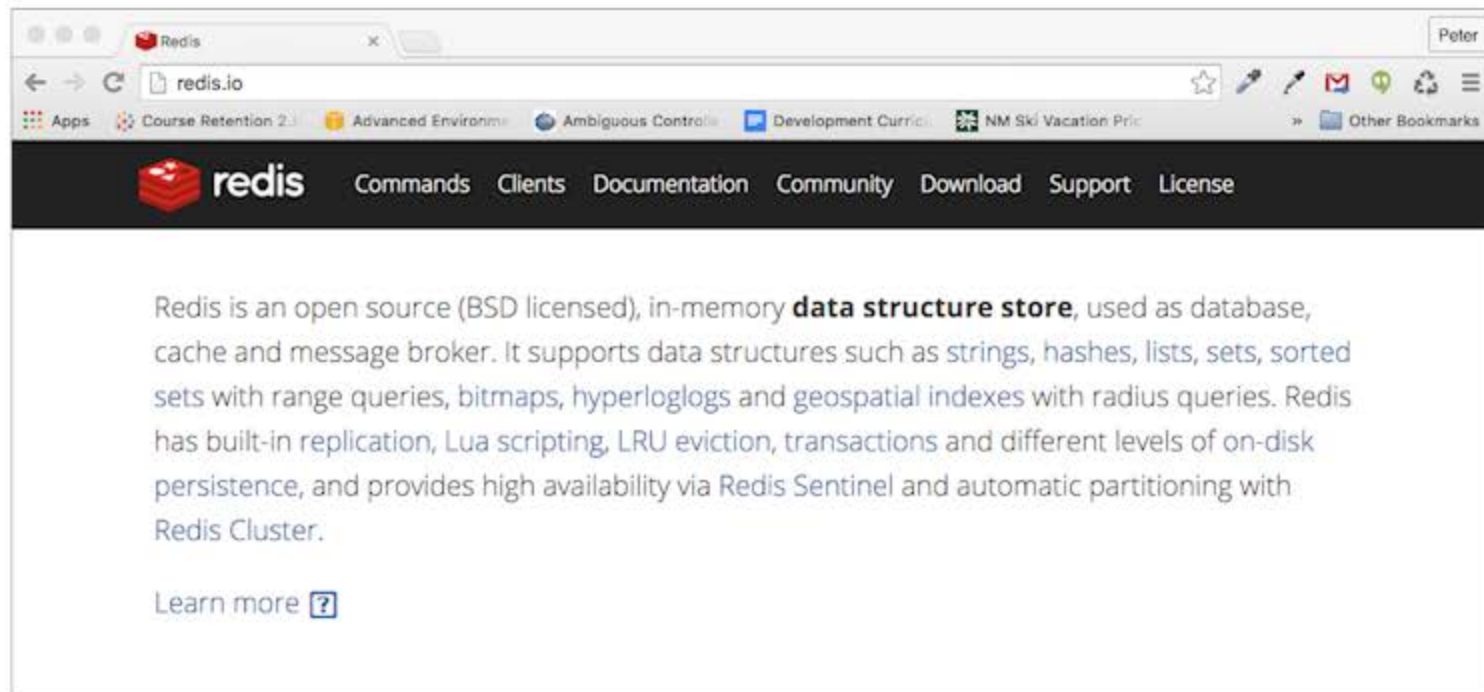 Redis
Peter
redis.io
Apps Course Retention 2. Advanced Environme Ambiguous Controlle Development Curric NM Ski Vacation Pric » Other Bookmarks
redis Commands Clients Documentation Community Download Support License
Redis is an open source (BSD licensed), in-memory data structure store, used as database,
cache and message broker. It supports data structures such as strings, hashes, lists, sets, sorted
sets with range queries, bitmaps, hyperloglogs and geospatial indexes with radius queries. Redis
has built-in replication, Lua scripting, LRU eviction, transactions and different levels of on-disk
persistence, and provides high availability via Redis Sentinel and automatic partitioning with
Redis Cluster.
Learn more ?